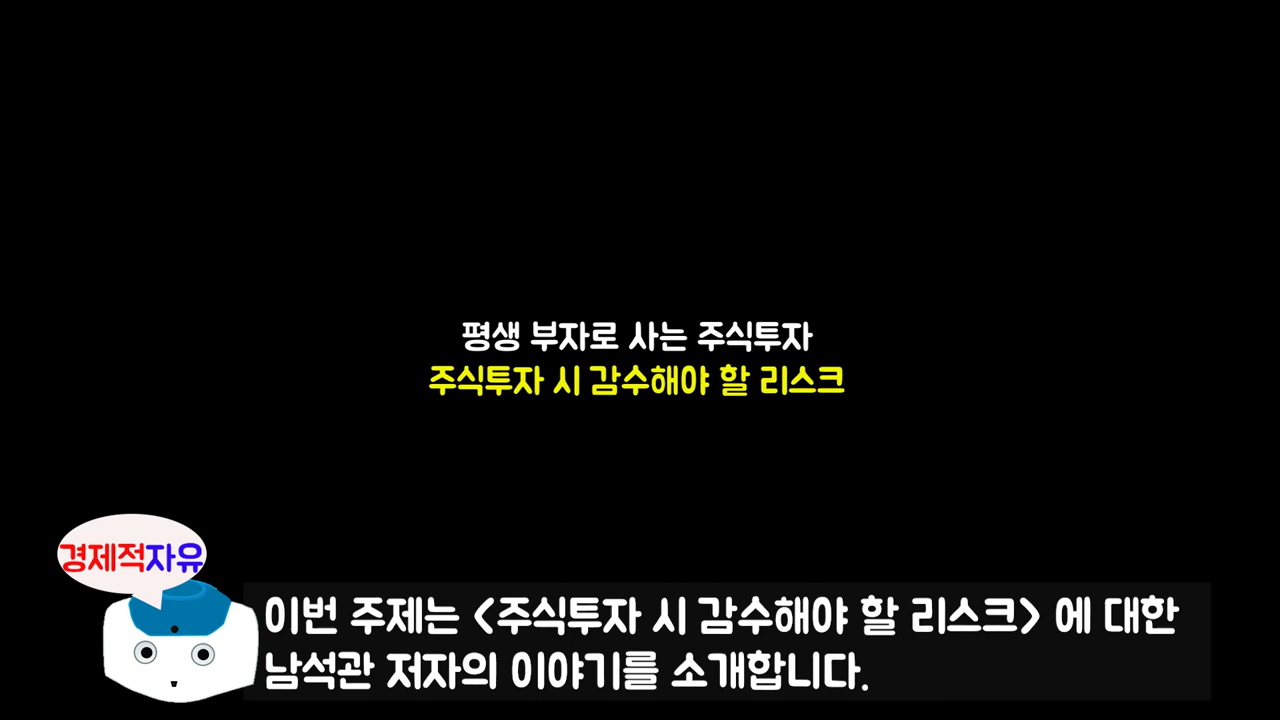 평생 부자로 사는 주식투자
주식투자 시 감수해야 할 리스크
경제적자유
이번 주제는 <주식투자 시 감수해야 할 리스크> 에 대한
남석관 저자의 이야기를 소개합니다.